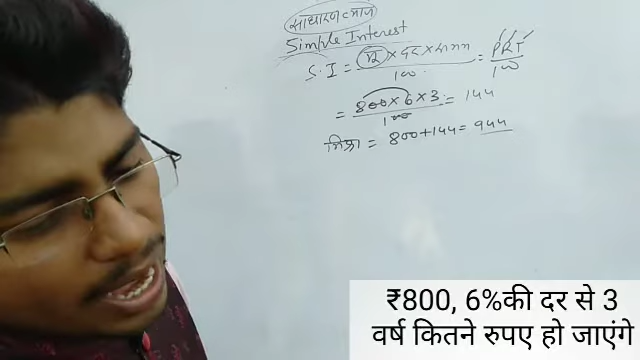 साधारण ब्याज
Simple Interest
S.I = × दर × समय / 100 = PRT / 100
= 800×6×3 / 100 = 144
मिश्रा = 800+144= 944
₹800, 6%की दर से 3
वर्ष कितने रुपए हो जाएंगे